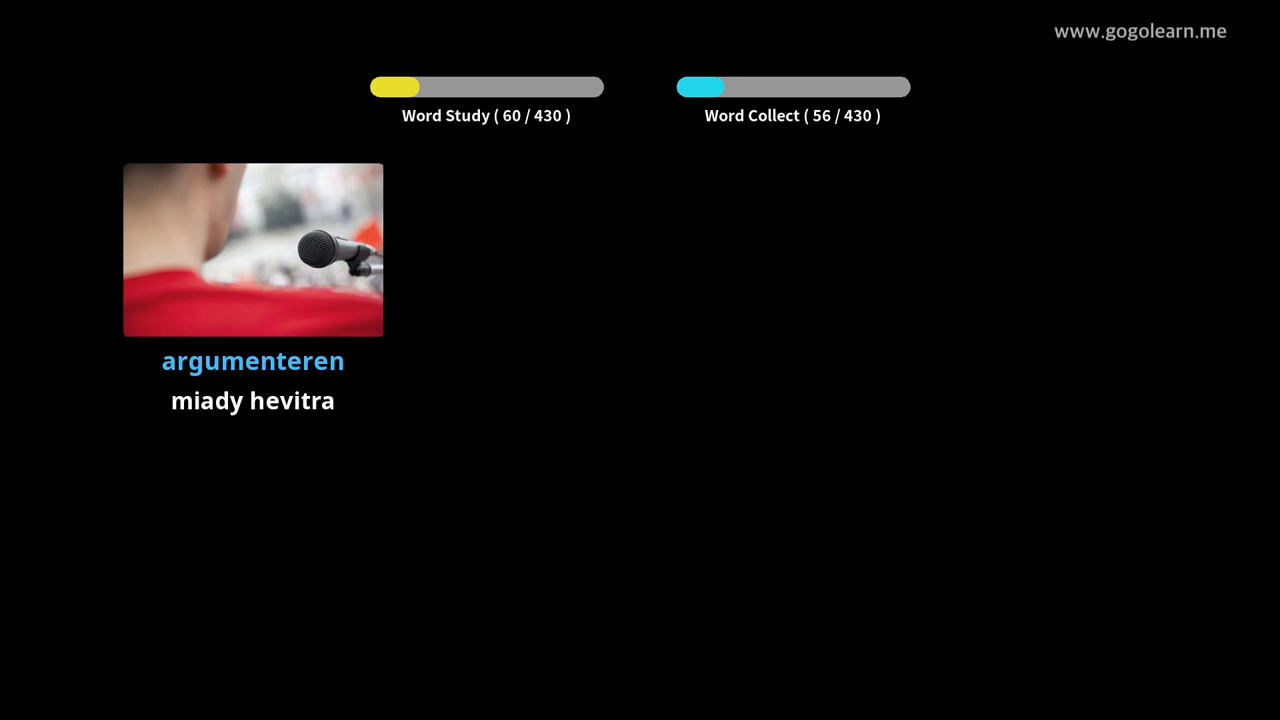 www.gogolearn.me
Word Study ( 60 / 430 )
Word Collect ( 56 / 430 )
argumenteren
miady hevitra